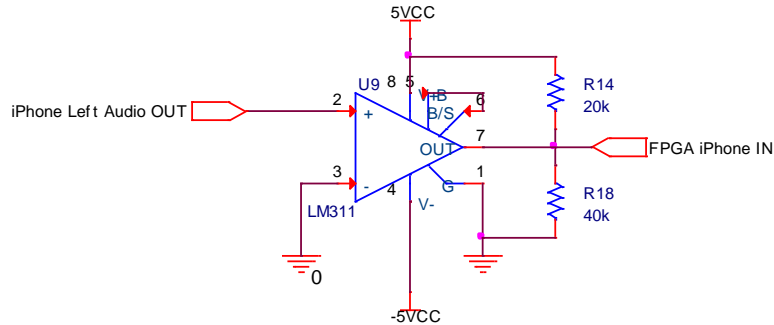 5VCC
U9
8
5
V+B
B/S
6
2
+
iPhone Left Audio OUT
R14
20k
7
OUT
FPGA iPhone IN
3
-
4
1
G
LM311
V-
R18
40k
0
-5VCC